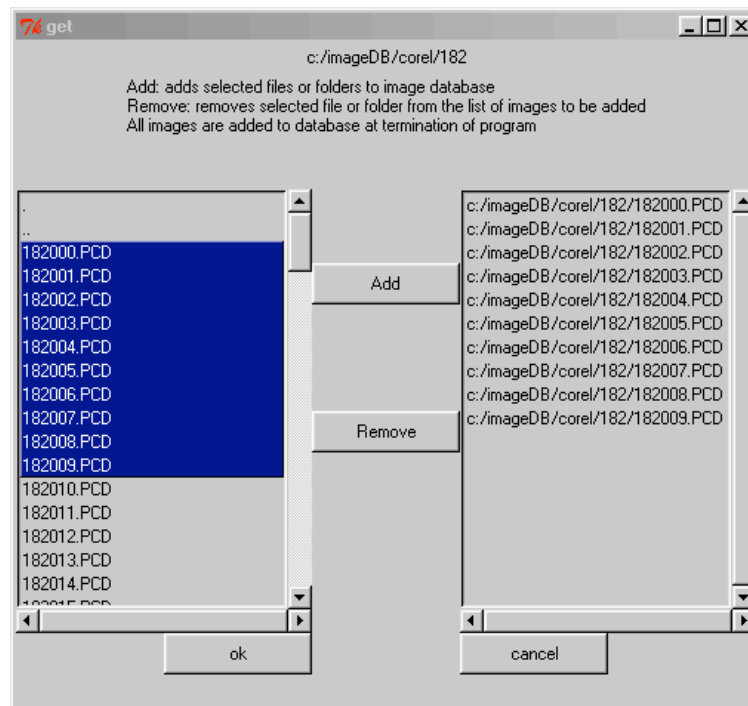 get
c:/imageDB/corel/182
Add: adds selected files or folders to image database
Remove: removes selected file or folder from the list of images to be added
All images are added to database at termination of program
.
..
182000.PCD
182001.PCD
182002.PCD
182003.PCD
182004.PCD
182005.PCD
182006.PCD
182007.PCD
182008.PCD
182009.PCD
182010.PCD
182011.PCD
182012.PCD
182013.PCD
182014.PCD
Add
Remove
c:/imageDB/corel/182/182000.PCD
c:/imageDB/corel/182/182001.PCD
c:/imageDB/corel/182/182002.PCD
c:/imageDB/corel/182/182003.PCD
c:/imageDB/corel/182/182004.PCD
c:/imageDB/corel/182/182005.PCD
c:/imageDB/corel/182/182006.PCD
c:/imageDB/corel/182/182007.PCD
c:/imageDB/corel/182/182008.PCD
c:/imageDB/corel/182/182009.PCD
ok
cancel